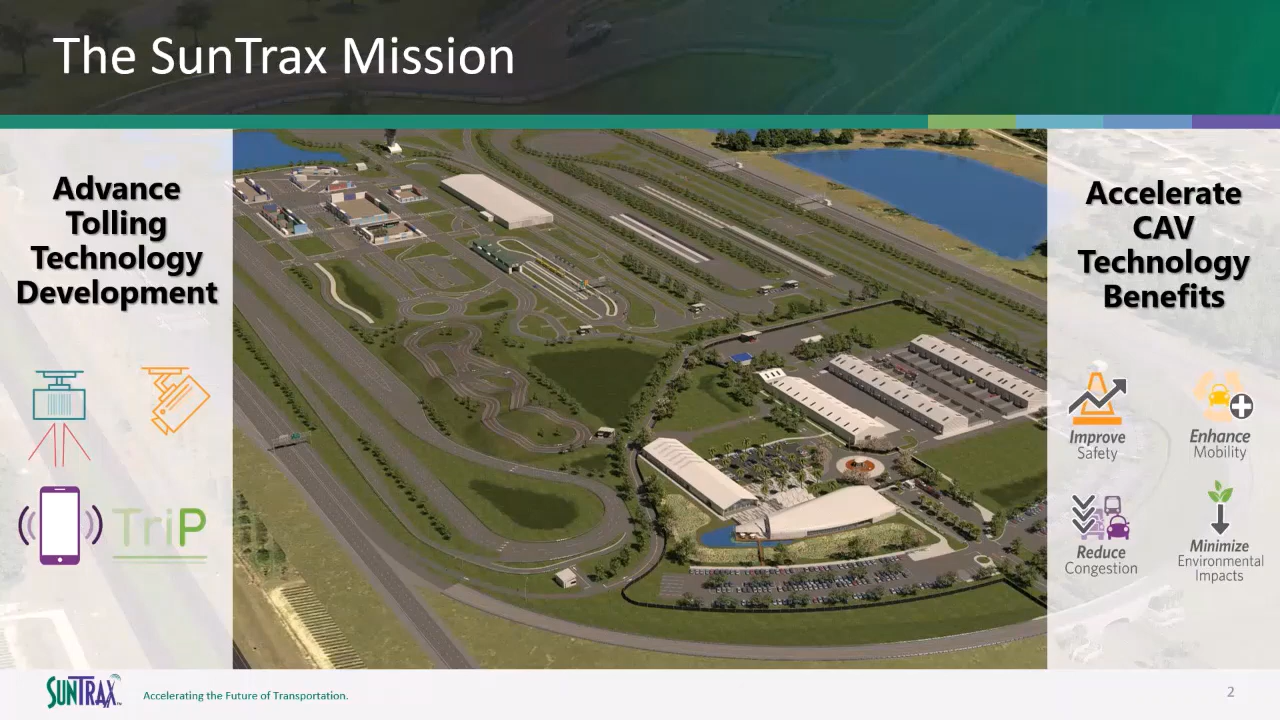 The SunTrax Mission
Advance
Tolling
Technology
Development
TriP
Accelerate
CAV
Technology
Benefits
Improve
Safety
Enhance
Mobility
Reduce
Congestion
Minimize
Environmental
Impacts
SUNTRAX
Accelerating the Future of Transportation.
2